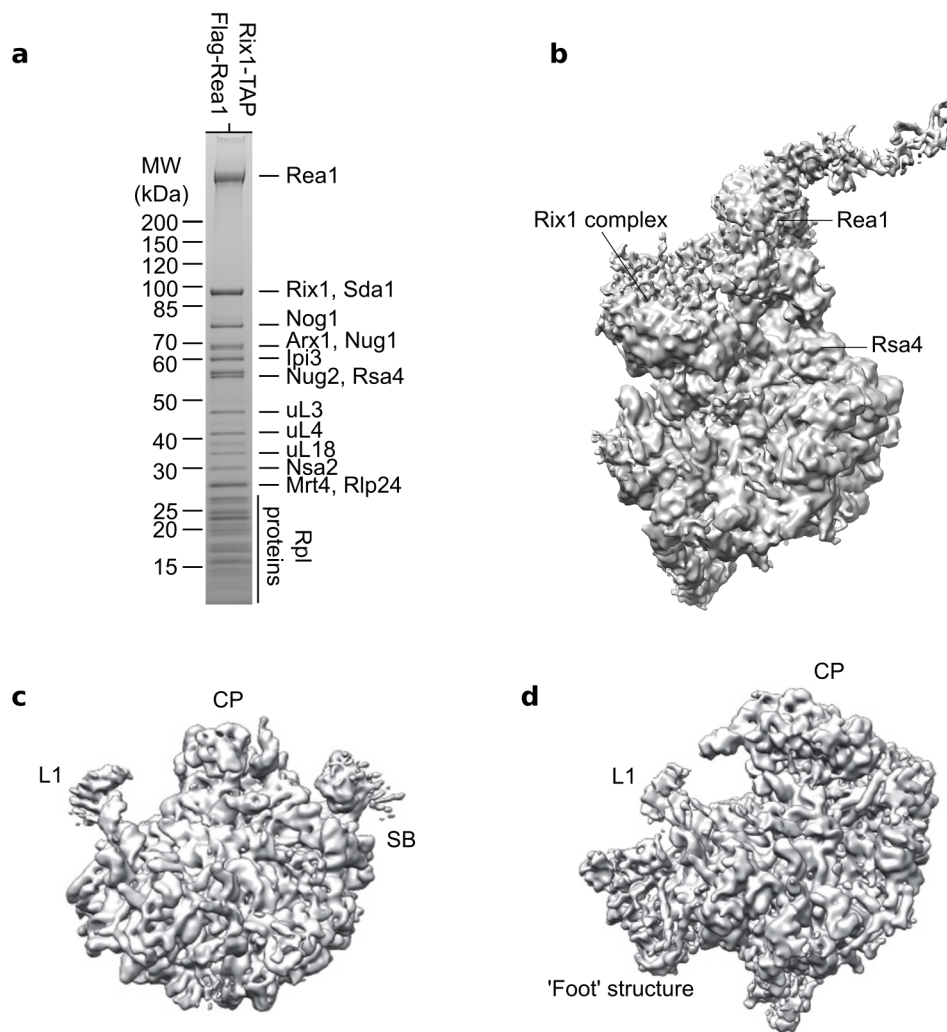 a
Rix1-TAP
Flag-Rea1
MW
(kDa)
200
150
120
100
85
70
60
50
40
30
25
20
15
Rea1
Rix1, Sda1
Nog1
Arx1, Nug1
Ipi3
Nug2, Rsa4
uL3
uL4
uL18
Nsa2
Mrt4, Rlp24
Rpl
proteins
b
Rix1 complex
Rea1
Rsa4
c
CP
L1
SB
d
CP
L1
'Foot' structure